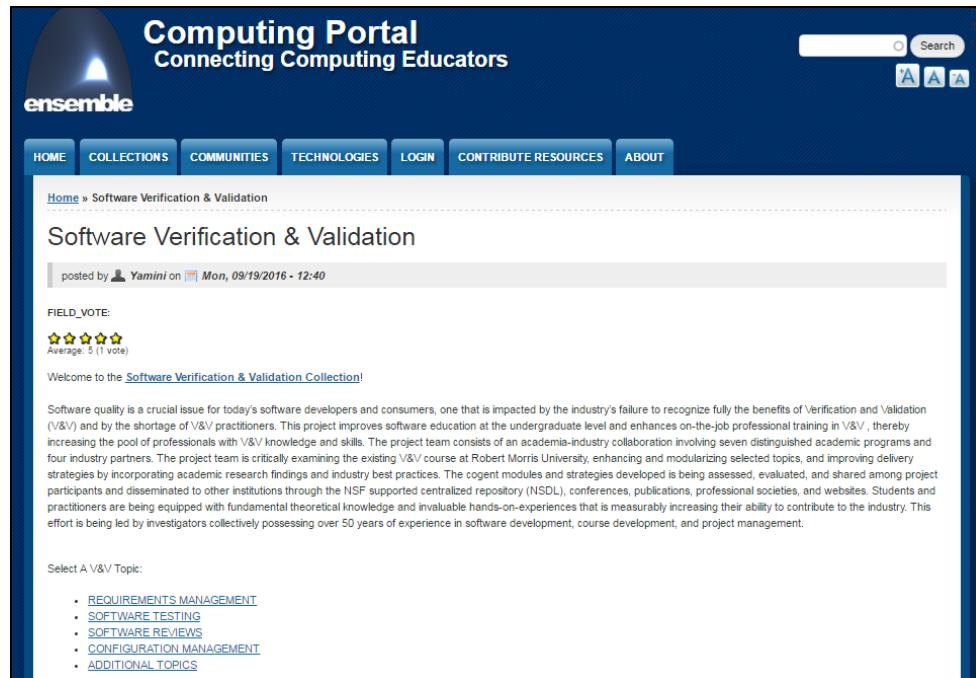 Computing Portal
Connecting Computing Educators
Search
+A A -A
ensemble
HOME COLLECTIONS COMMUNITIES TECHNOLOGIES LOGIN CONTRIBUTE RESOURCES ABOUT
Home » Software Verification & Validation
Software Verification & Validation
posted by Yamini on Mon, 09/19/2016 - 12:40
FIELD_VOTE:
Average: 5 (1 vote)
Welcome to the Software Verification & Validation Collection!
Software quality is a crucial issue for today's software developers and consumers, one that is impacted by the industry's failure to recognize fully the benefits of Verification and Validation
(V&V) and by the shortage of V&V practitioners. This project improves software education at the undergraduate level and enhances on-the-job professional training in V&V , thereby
increasing the pool of professionals with V&V knowledge and skills. The project team consists of an academia-industry collaboration involving seven distinguished academic programs and
four industry partners. The project team is critically examining the existing V&V course at Robert Morris University, enhancing and modularizing selected topics, and improving delivery
strategies by incorporating academic research findings and industry best practices. The cogent modules and strategies developed is being assessed, evaluated, and shared among project
participants and disseminated to other institutions through the NSF supported centralized repository (NSDL), conferences, publications, professional societies, and websites. Students and
practitioners are being equipped with fundamental theoretical knowledge and invaluable hands-on-experiences that is measurably increasing their ability to contribute to the industry. This
effort is being led by investigators collectively possessing over 50 years of experience in software development, course development, and project management.
Select A V&V Topic:
• REQUIREMENTS MANAGEMENT
• SOFTWARE TESTING
• SOFTWARE REVIEWS
• CONFIGURATION MANAGEMENT
• ADDITIONAL TOPICS